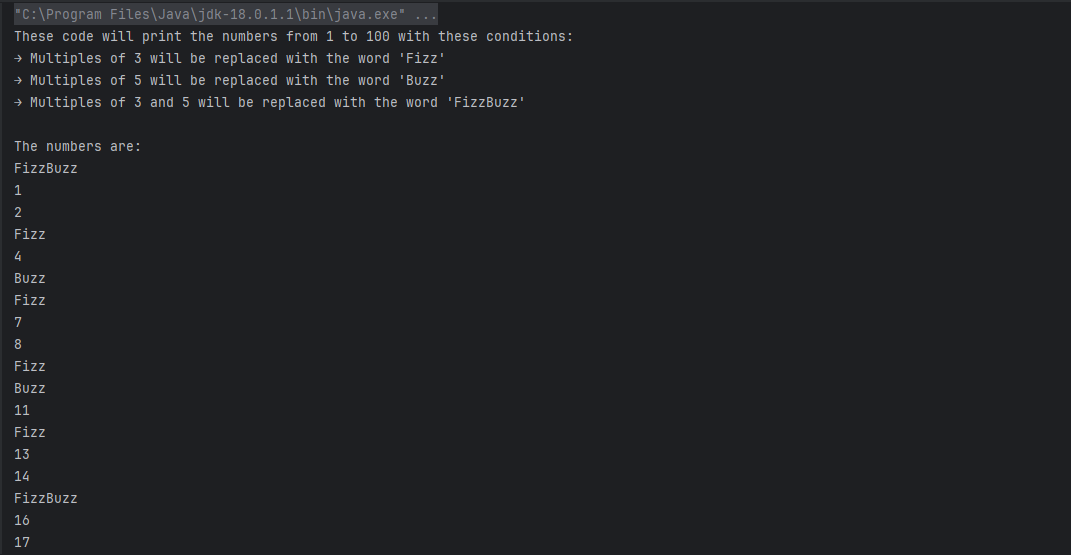 "C:\Program Files\Java\jdk-18.0.1.1\bin\java.exe" ...
These code will print the numbers from 1 to 100 with these conditions:
→ Multiples of 3 will be replaced with the word 'Fizz'
→ Multiples of 5 will be replaced with the word 'Buzz'
→ Multiples of 3 and 5 will be replaced with the word 'FizzBuzz'

The numbers are:
FizzBuzz
1
2
Fizz
4
Buzz
Fizz
7
8
Fizz
Buzz
11
Fizz
13
14
FizzBuzz
16
17